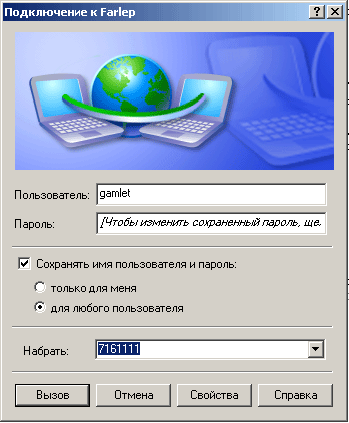 Подключение к Farlep
Пользователь: gamlet
Пароль: [Чтобы изменить сохраненный пароль, ще.
Сохранять имя пользователя и пароль:
только для меня
для любого пользователя
Набрать: 7161111
Вызов Отмена Свойства Справка